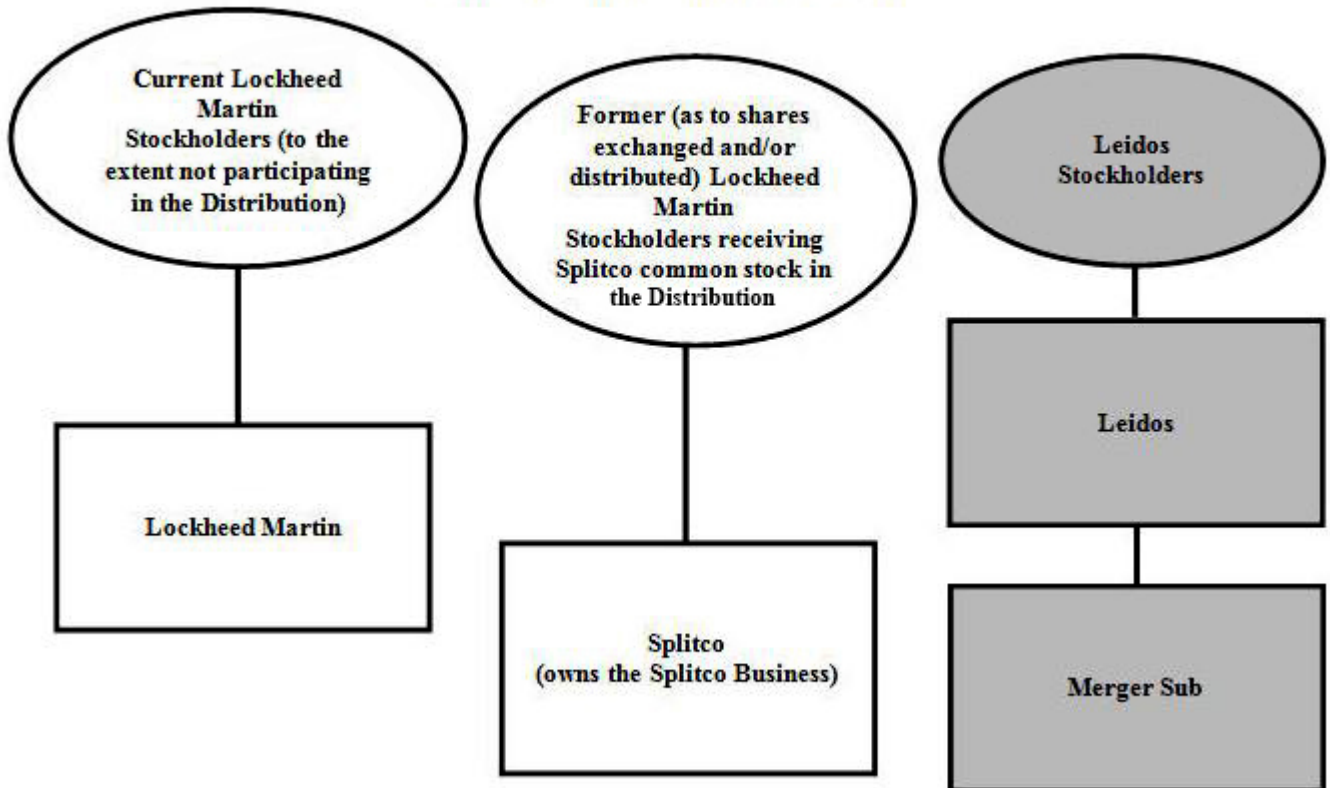 Current Lockheed
Martin
Stockholders (to the
extent not participating
in the Distribution)
Former (as to shares
exchanged and/or
distributed) Lockheed
Martin
Stockholders receiving
Splitco common stock in
the Distribution
Leidos
Stockholders
Lockheed Martin
Leidos
Splitco
(owns the Splitco Business)
Merger Sub